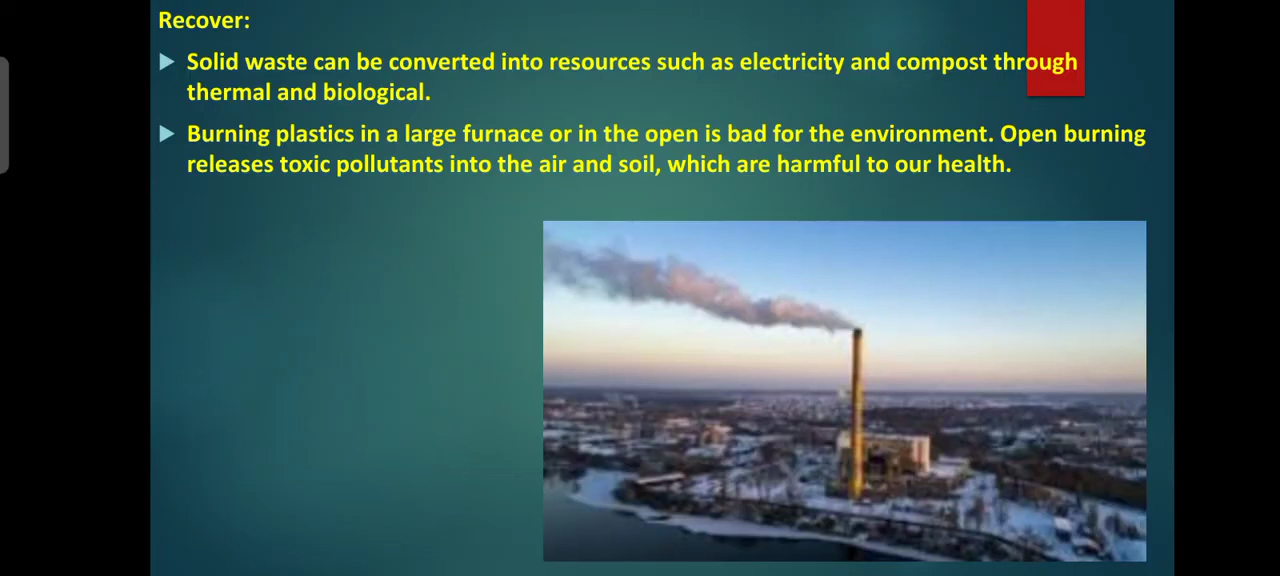 Recover:
Solid waste can be converted into resources such as electricity and compost through
thermal and biological.
Burning plastics in a large furnace or in the open is bad for the environment. Open burning
releases toxic pollutants into the air and soil, which are harmful to our health.